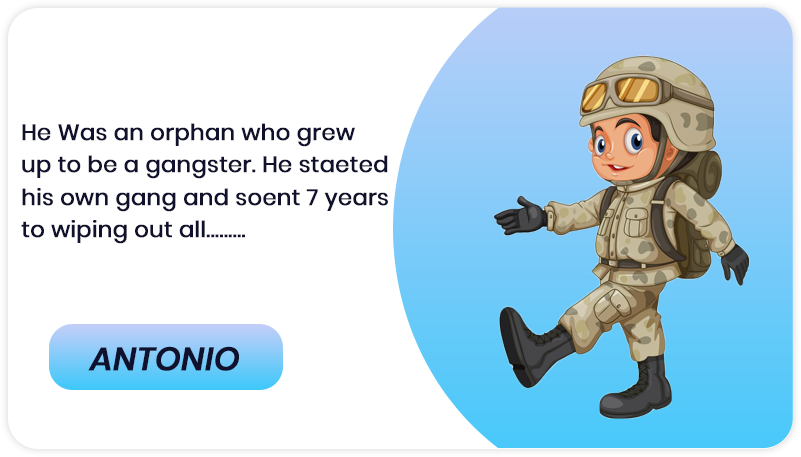 He Was an orphan who grew
up to be a gangster. He staeted
his own gang and soent 7 years
to wiping out all.........
ANTONIO